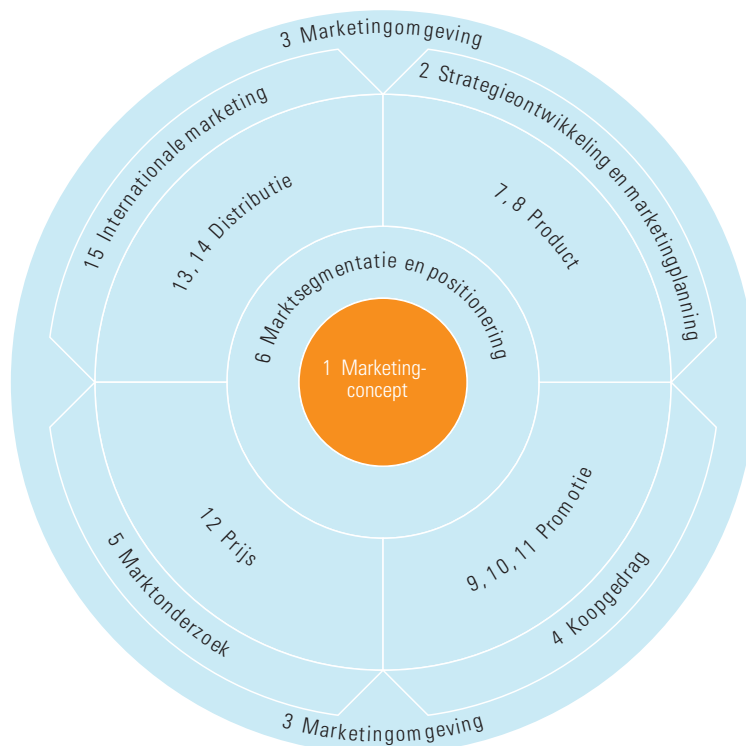 3 Marketingomgeving
2 Strategieontwikkeling en marketingplanning
15 Internationale marketing
13, 14 Distributie
7, 8 Product
6 Marktsegmentatie en positionering
1 Marketing-
concept
12 Prijs
9, 10, 11 Promotie
5 Marktonderzoek
4 Koopgedrag
3 Marketingomgeving